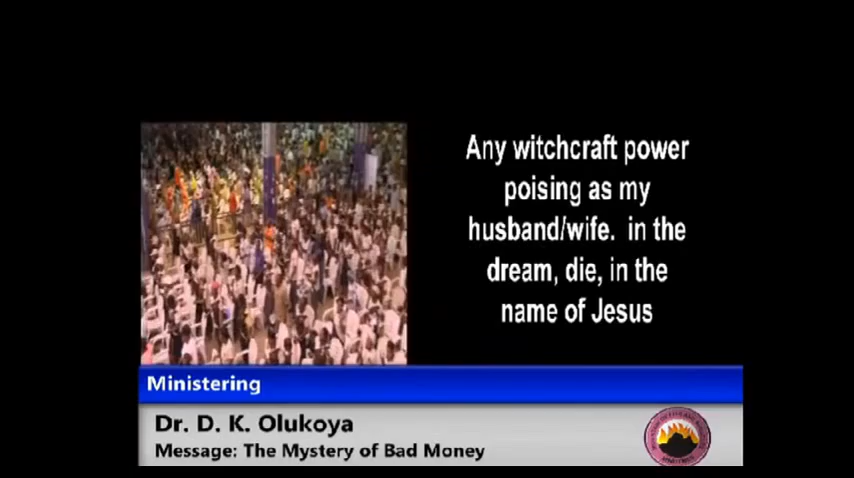 Any witchcraft power
poising as my
husband/wife.  in the
dream, die, in the
name of Jesus
Ministering
Dr. D. K. Olukoya
Message: The Mystery of Bad Money